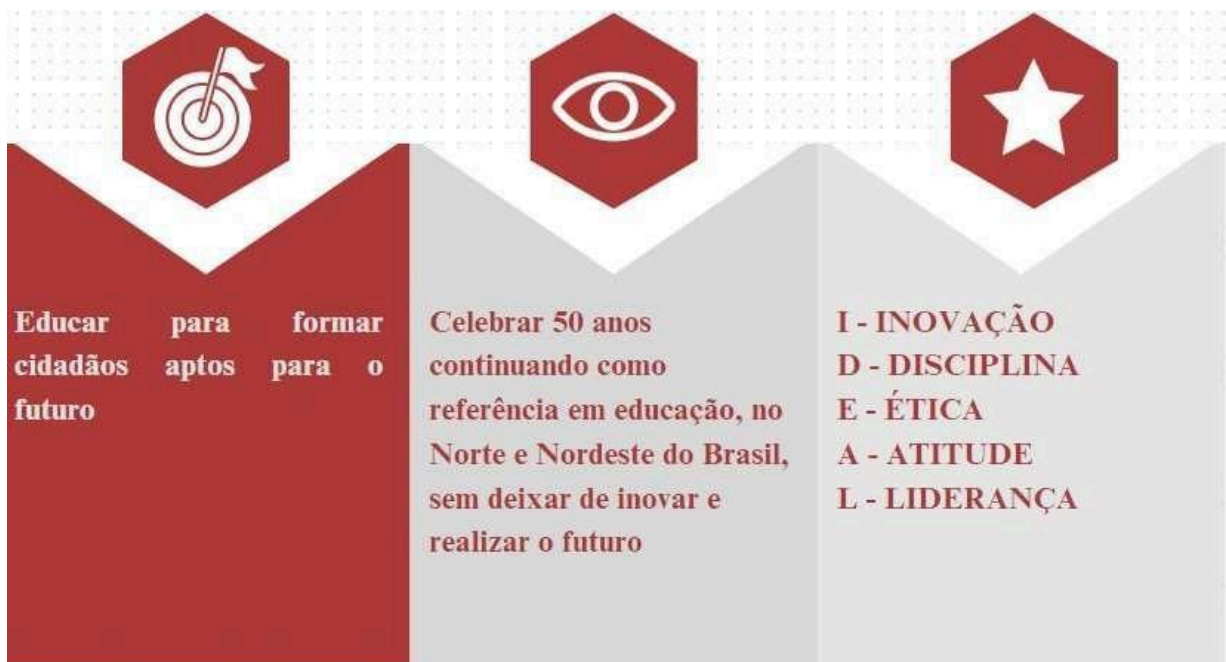 Educar para formar
cidadãos aptos para o
futuro
Celebrar 50 anos
continuando como
referência em educação, no
Norte e Nordeste do Brasil,
sem deixar de inovar e
realizar o futuro
I - INOVAÇÃO
D - DISCIPLINA
E - ÉTICA
A - ATITUDE
L - LIDERANÇA